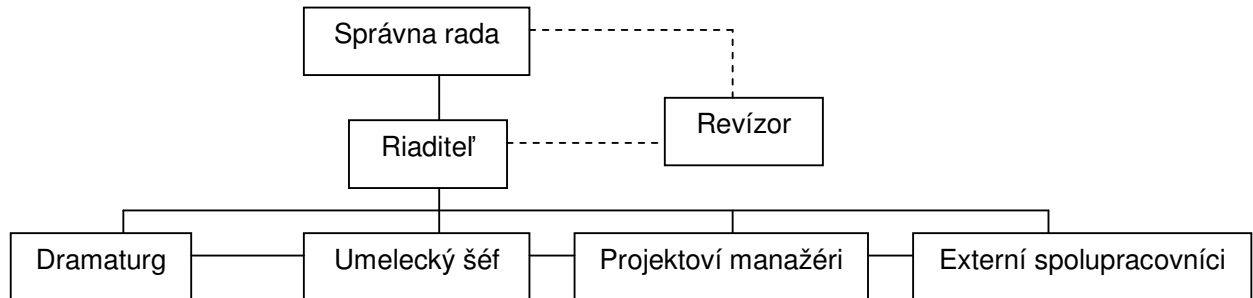 Správna rada
Revízor
Riaditeľ
Dramaturg
Umelecký šéf
Projektoví manažéri
Externí spolupracovníci